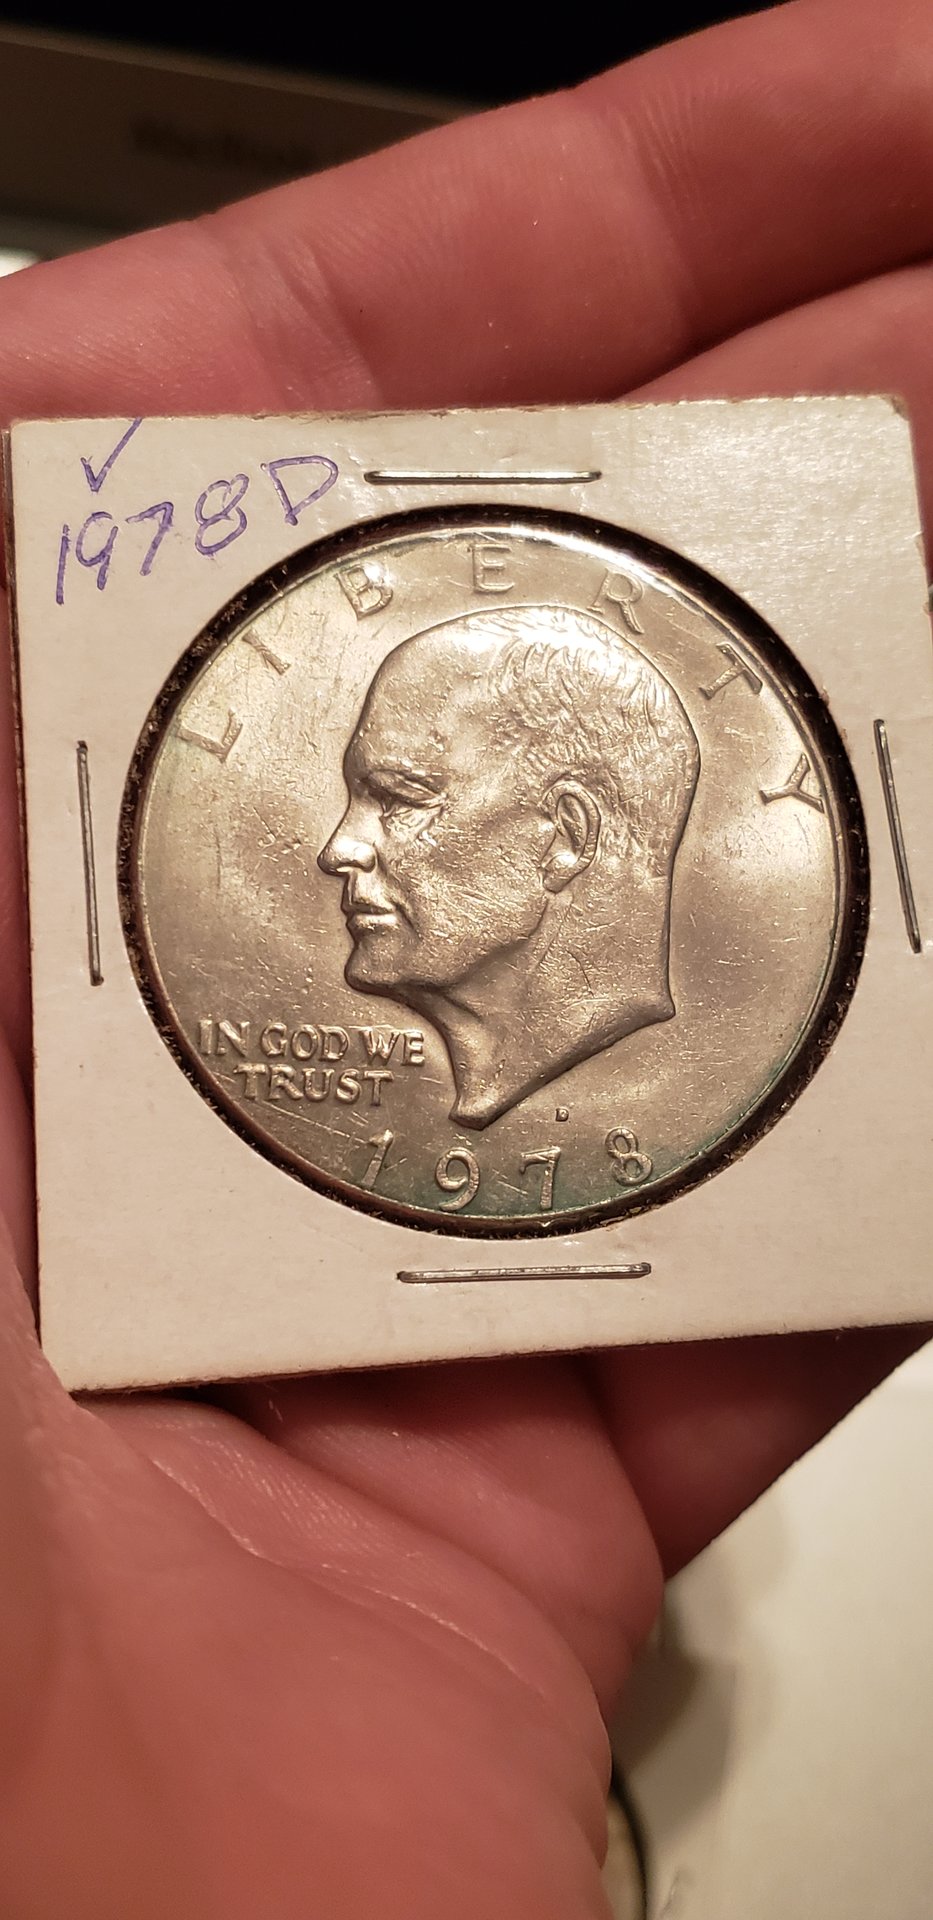 ✓
1978D
LIBERTY
IN GOD WE
TRUST
D
1978